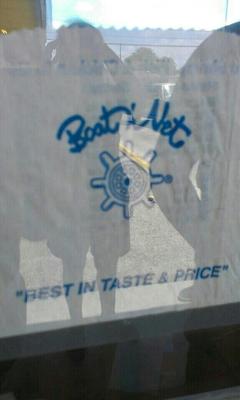 Boat 'n' Net
®
"BEST IN TASTE & PRICE"